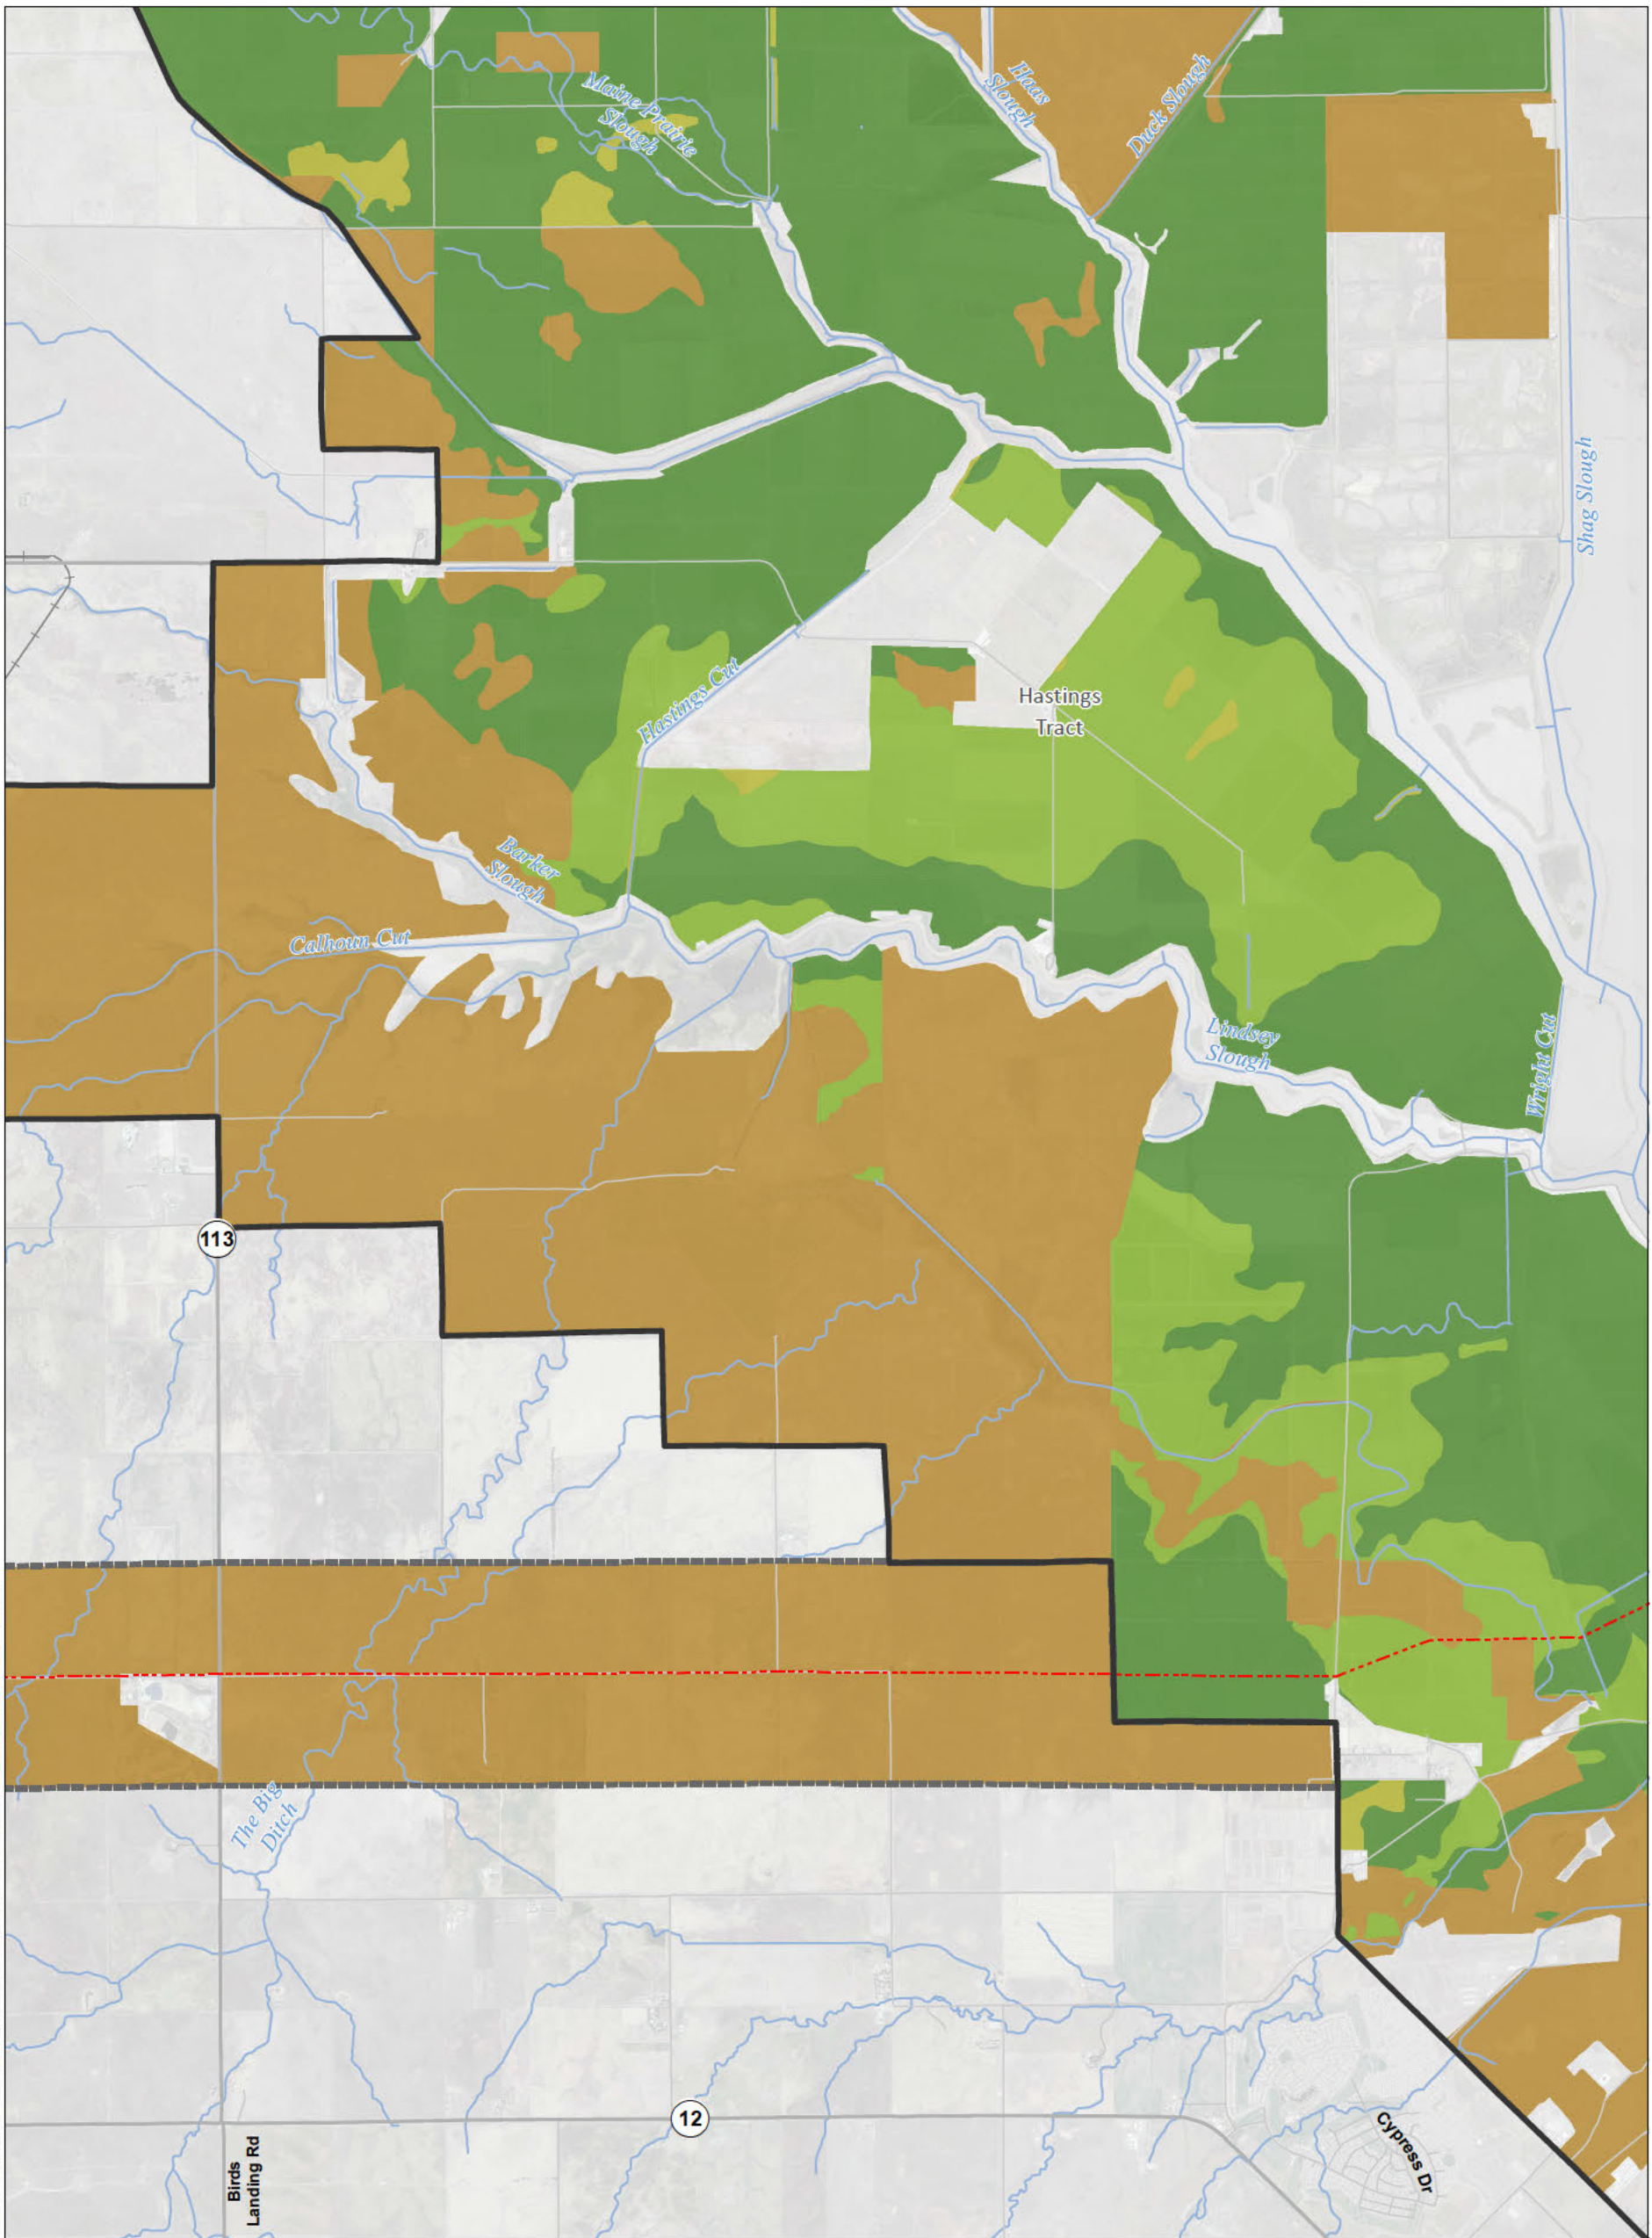 Maine Prairie
Slough
Haas
Slough
Duck Slough
Shag Slough
Hastings Cut
Hastings
Tract
Barker
Slough
Calhoun Cut
Lindsey
Slough
Wright Cut
113
The Big
Ditch
12
Cypress Dr
Birds
Landing Rd